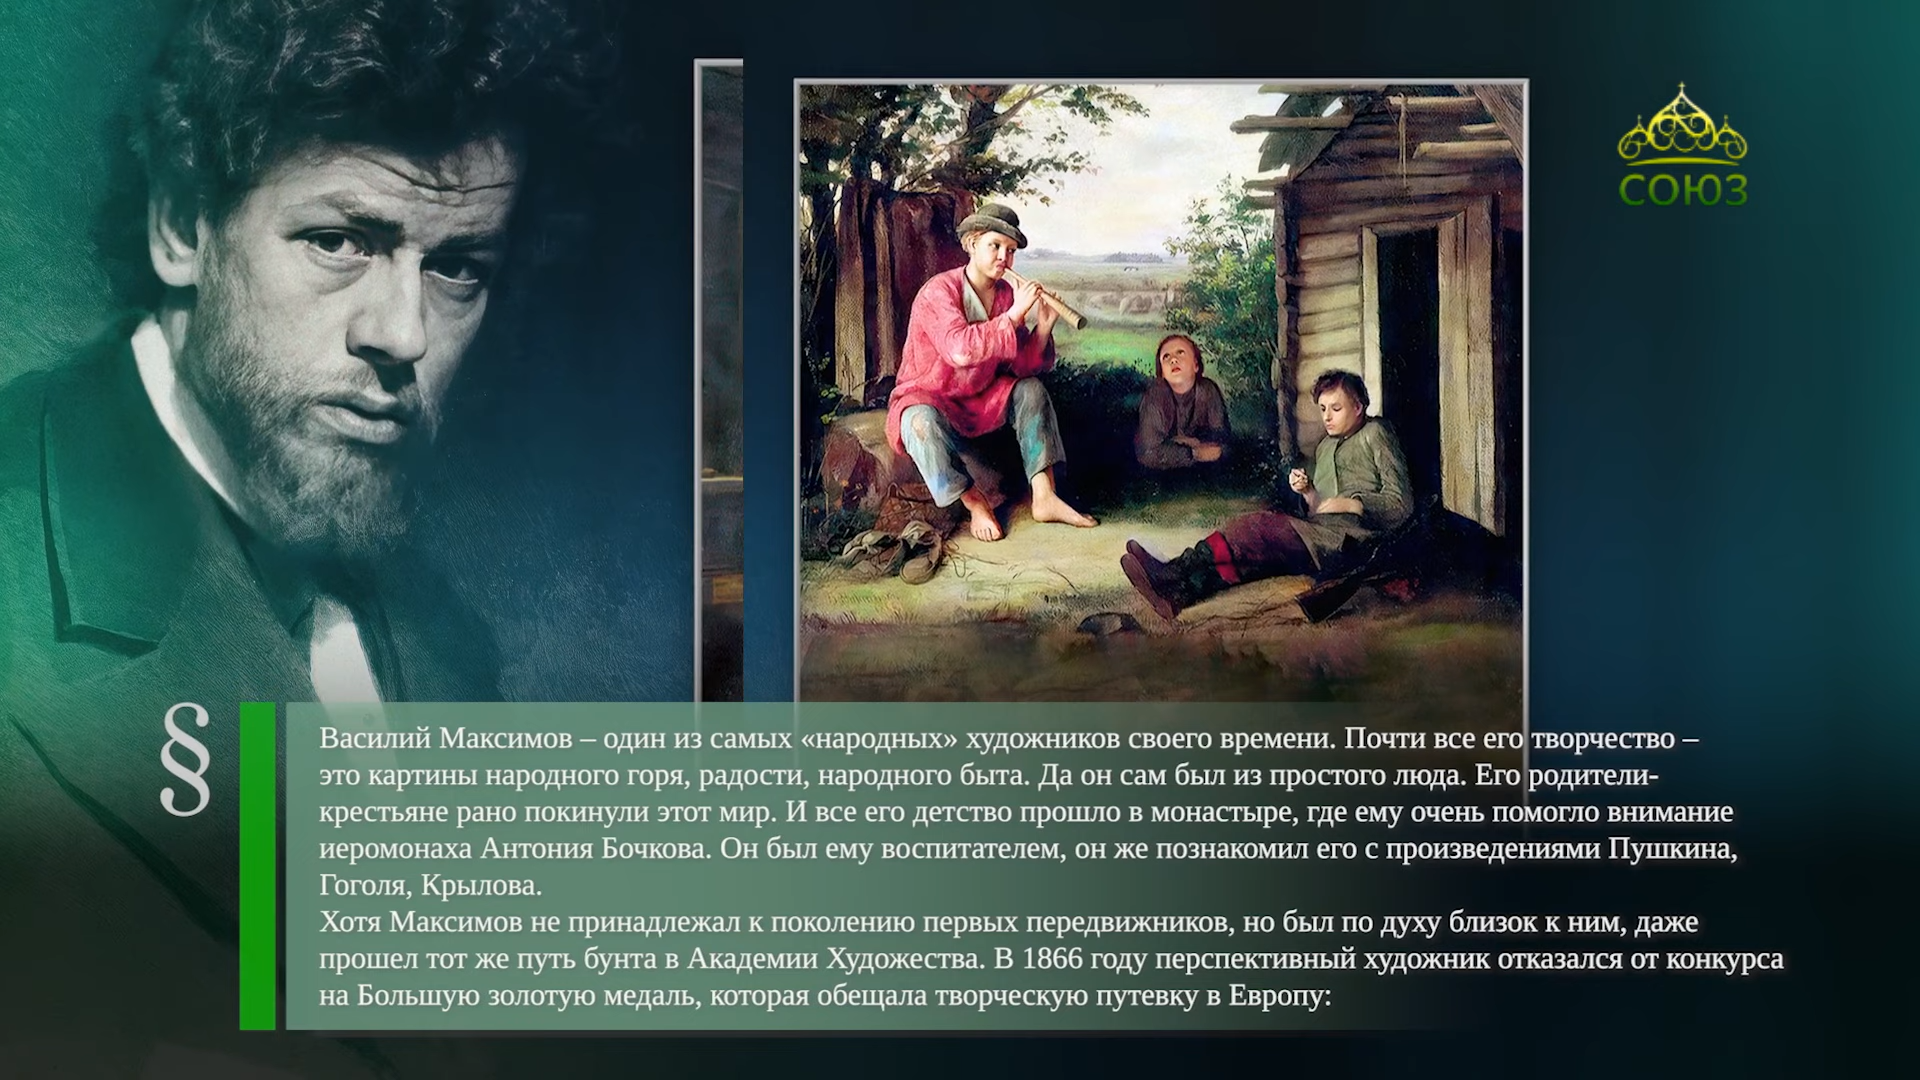 СОЮЗ
§
Василий Максимов – один из самых «народных» художников своего времени. Почти все его творчество –
это картины народного горя, радости, народного быта. Да он сам был из простого люда. Его родители-
крестьяне рано покинули этот мир. И все его детство прошло в монастыре, где ему очень помогло внимание
иеромонаха Антония Бочкова. Он был ему воспитателем, он же познакомил его с произведениями Пушкина,
Гоголя, Крылова.
Хотя Максимов не принадлежал к поколению первых передвижников, но был по духу близок к ним, даже
прошел тот же путь бунта в Академии Художества. В 1866 году перспективный художник отказался от конкурса
на Большую золотую медаль, которая обещала творческую путевку в Европу: